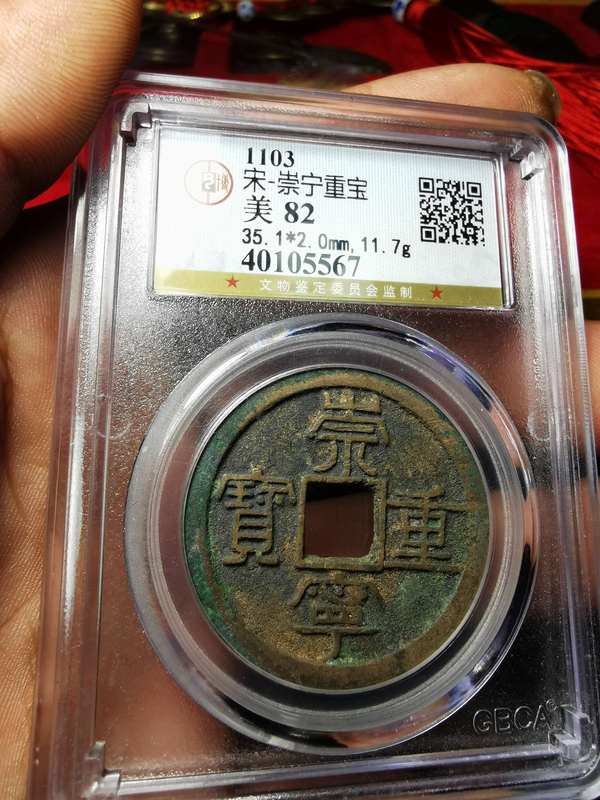 1103
宋-崇宁重宝
美 82
35.1*2.0mm,11.7g
40105567
★ 文物鉴定委员会监制 ★
崇
寶 重
寧
GBCA